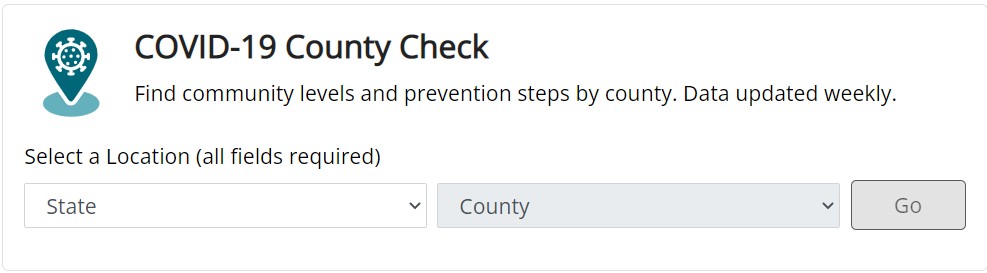 COVID-19 County Check
Find community levels and prevention steps by county. Data updated weekly.
Select a Location (all fields required)
State
County
Go